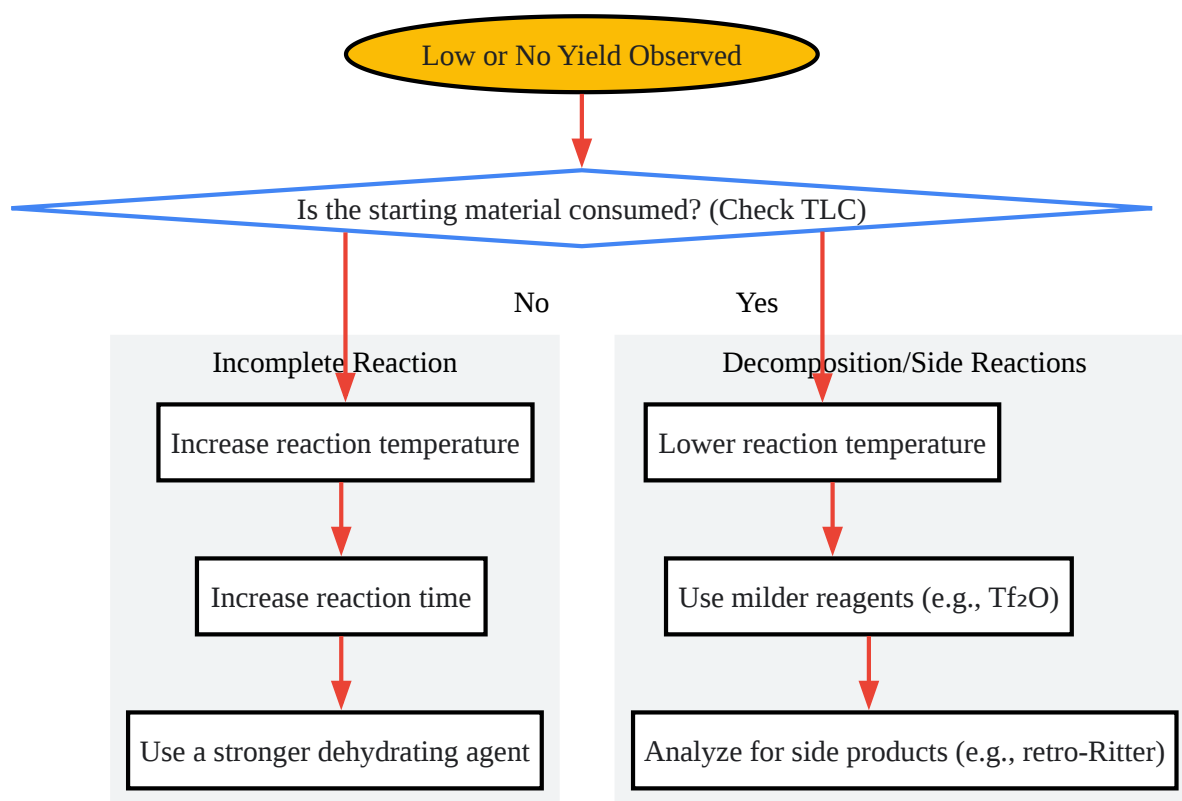 Low or No Yield Observed
Is the starting material consumed? (Check TLC)
No
Yes
Incomplete Reaction
Increase reaction temperature
Increase reaction time
Use a stronger dehydrating agent
Decomposition/Side Reactions
Lower reaction temperature
Use milder reagents (e.g., Tf₂O)
Analyze for side products (e.g., retro-Ritter)